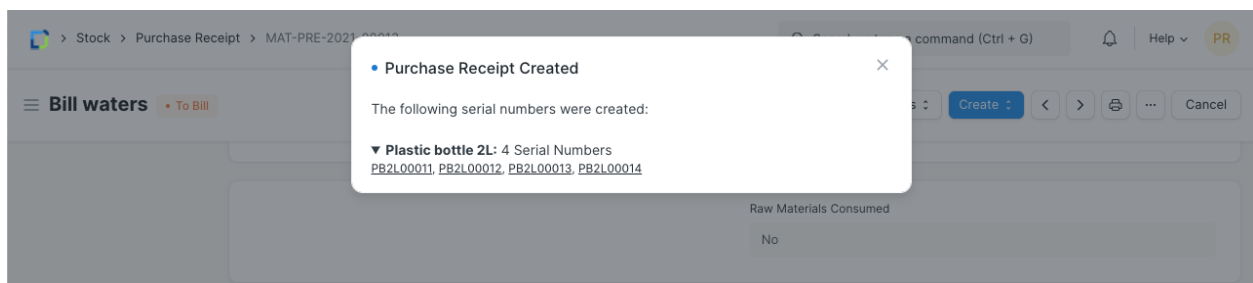 > Stock > Purchase Receipt > MAT-PRE-2021-00013
command (Ctrl + G)
Help
PR
Purchase Receipt Created
The following serial numbers were created:
▼ Plastic bottle 2L: 4 Serial Numbers
PB2L00011, PB2L00012, PB2L00013, PB2L00014
Bill waters
• To Bill
Create
<
>
...
Cancel
Raw Materials Consumed
No